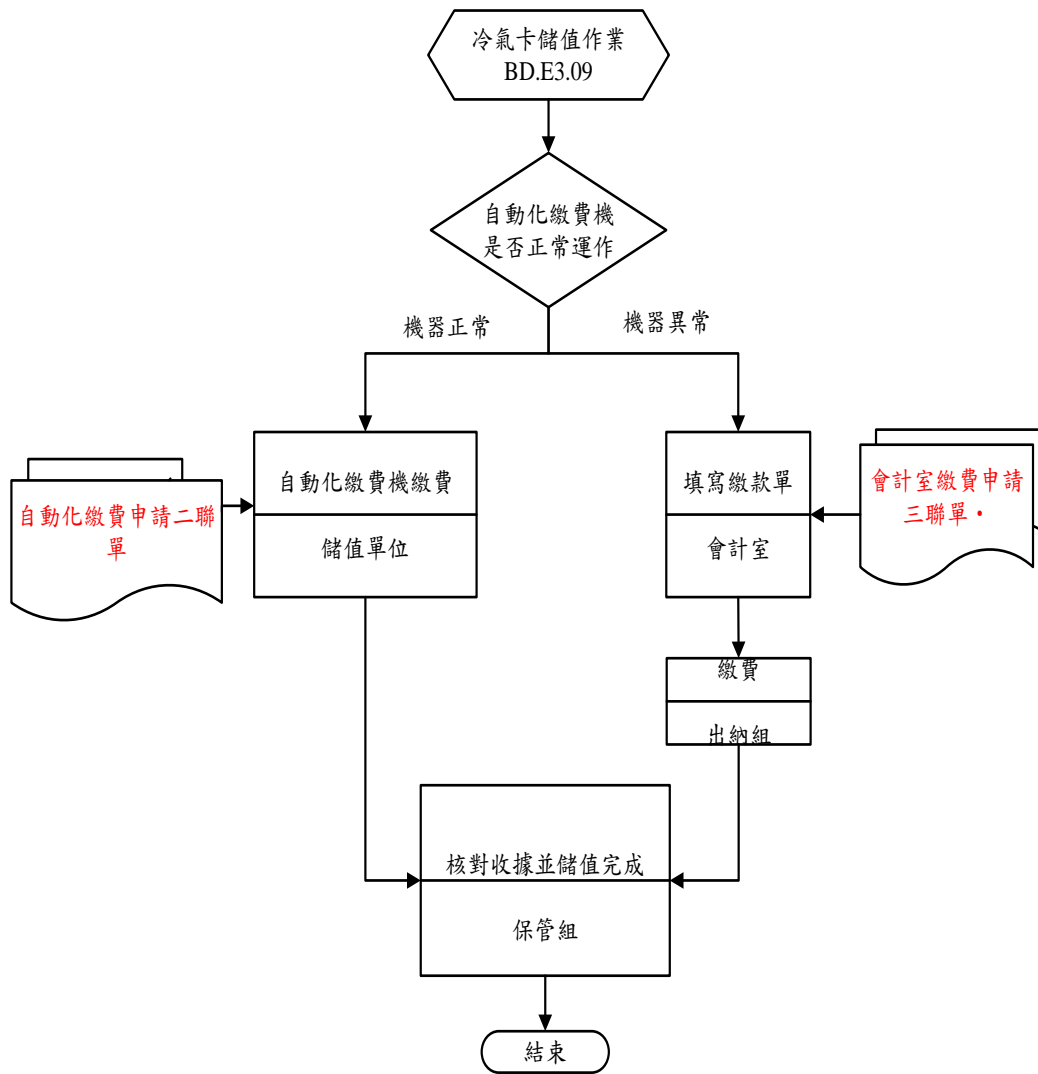 冷氣卡儲值作業
BD.E3.09
自動化繳費機
是否正常運作
機器正常
機器異常
自動化繳費申請二聯
單
自動化繳費機繳費
儲值單位
填寫繳款單
會計室
會計室繳費申請
三聯單·
繳費
出納組
核對收據並儲值完成
保管組
結束